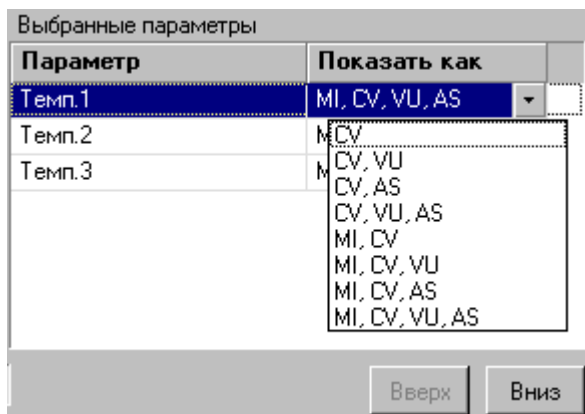 Выбранные параметры
Параметр Показать как
Темп.1 MI, CV, VU, AS
Темп.2 M
Темп.3 M
CV
CV, VU
CV, AS
CV, VU, AS
MI, CV
MI, CV, VU
MI, CV, AS
MI, CV, VU, AS
Вверх Вниз